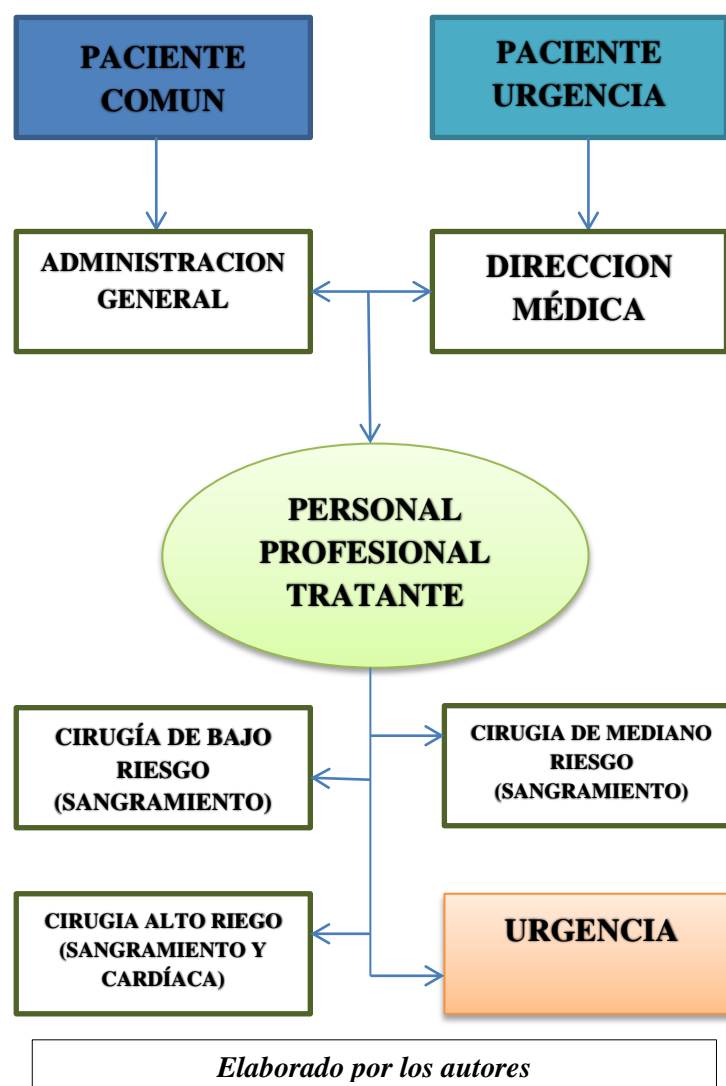 PACIENTE
COMUN
PACIENTE
URGENCIA
ADMINISTRACION
GENERAL
DIRECCION
MÉDICA
PERSONAL
PROFESIONAL
TRATANTE
CIRUGÍA DE BAJO
RIESGO
(SANGRAMIENTO)
CIRUGIA DE MEDIANO
RIESGO
(SANGRAMIENTO)
CIRUGIA ALTO RIEGO
(SANGRAMIENTO Y
CARDÍACA)
URGENCIA
Elaborado por los autores